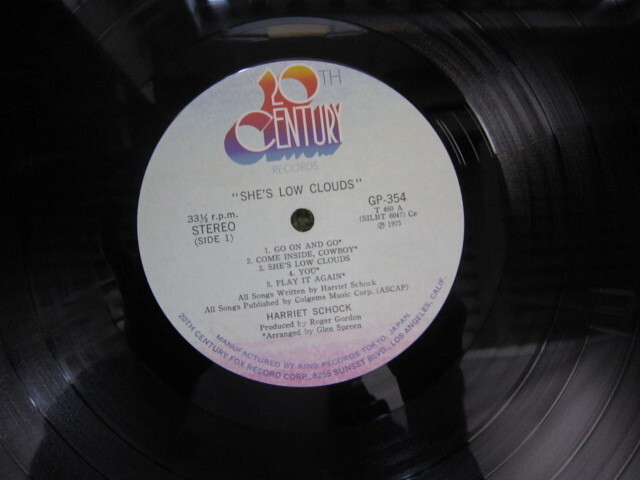 20TH
CENTURY
RECORDS
"SHE'S LOW CLOUDS"
33⅓ r.p.m.
STEREO
(SIDE 1)
GP-354
T 460 A
(SILBT 6047) Ce
℗ 1975
1. GO ON AND GO*
2. COME INSIDE, COWBOY*
3. SHE'S LOW CLOUDS
4. YOU*
5. PLAY IT AGAIN*
All Songs Written by Harriet Schock
All Songs Published by Colgems Music Corp. (ASCAP)
HARRIET SCHOCK
Produced by Roger Gordon
*Arranged by Glen Spreen
MANUFACTURED BY KING RECORDS TOKYO, JAPAN.
20TH CENTURY FOX RECORD CORP., 8255 SUNSET BLVD., LOS ANGELES, CALIF.